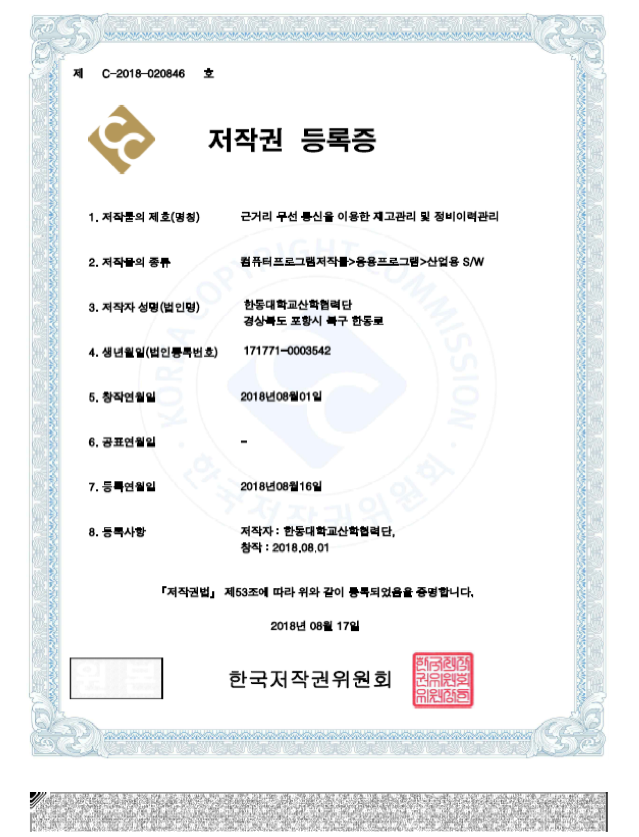 제 C-2018-020846 호
저작권 등록증
1. 저작물의 제호(명칭) 근거리 무선 통신을 이용한 재고관리 및 정비이력관리
2. 저작물의 종류 컴퓨터프로그램저작물>응용프로그램>산업용 S/W
3. 저작자 성명(법인명) 한동대학교산학협력단
경상북도 포항시 북구 한동로
4. 생년월일(법인등록번호) 171771-0003542
5. 창작연월일 2018년08월01일
6. 공표연월일 -
7. 등록연월일 2018년08월16일
8. 등록사항 저작자 : 한동대학교산학협력단,
창작 : 2018.08.01
『저작권법』 제53조에 따라 위와 같이 등록되었음을 증명합니다.
2018년 08월 17일
한국저작권위원회
KOREA COPYRIGHT COMMISSION
한국저작권위원회